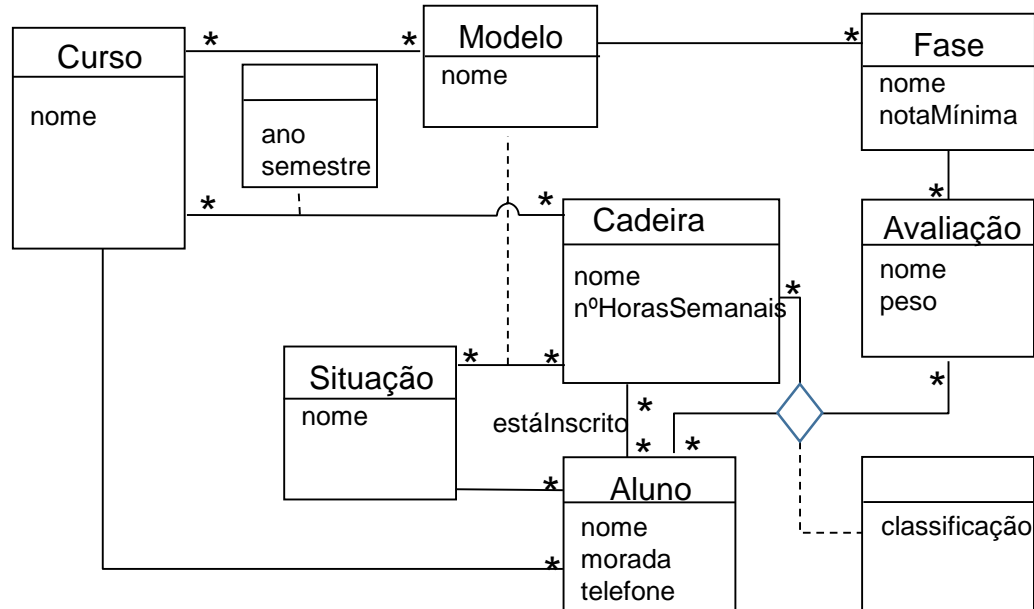 Curso
nome
*
*
Modelo
nome
*
Fase
nome
notaMínima
ano
semestre
*
*
Cadeira
nome
nºHorasSemanais
*
*
Avaliação
nome
peso
*
Situação
nome
*
*
*
estáInscrito
*
*
*
*
Aluno
nome
morada
telefone
classificação